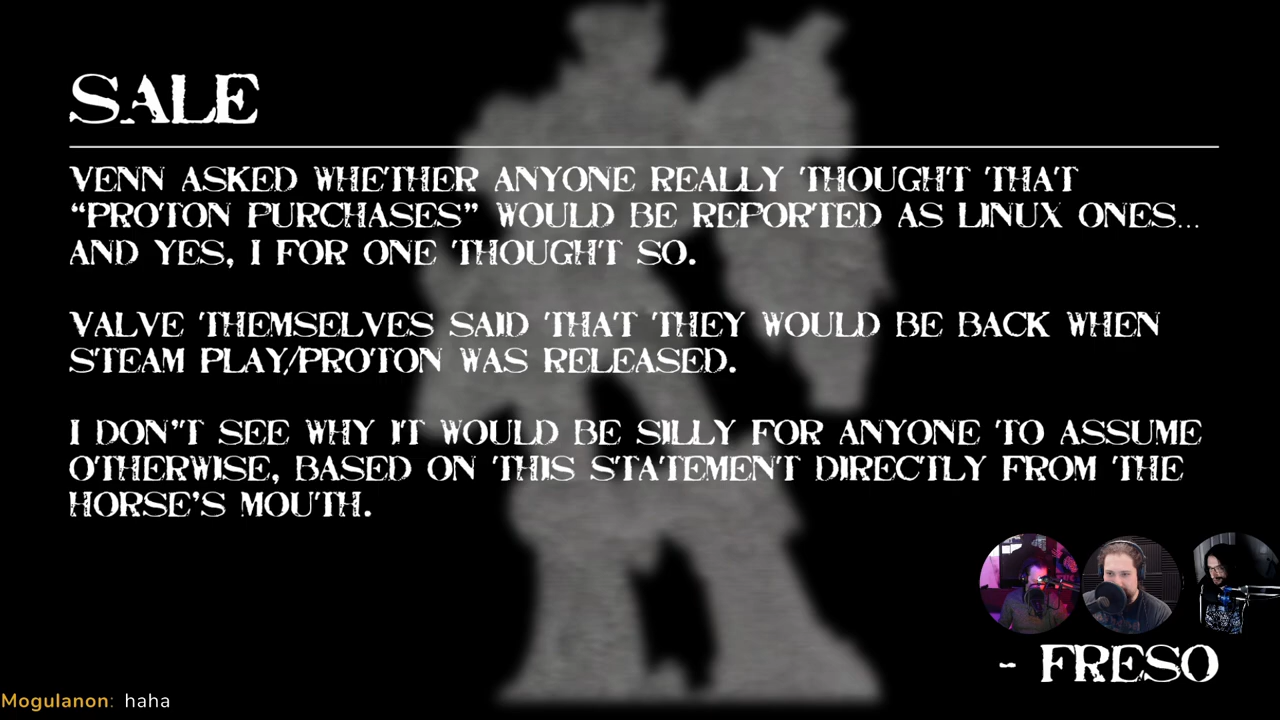 SALE
VENN ASKED WHETHER ANYONE REALLY THOUGHT THAT
“PROTON PURCHASES” WOULD BE REPORTED AS LINUX ONES...
AND YES, I FOR ONE THOUGHT SO.
VALVE THEMSELVES SAID THAT THEY WOULD BE BACK WHEN
STEAM PLAY/PROTON WAS RELEASED.
I DON"T SEE WHY IT WOULD BE SILLY FOR ANYONE TO ASSUME
OTHERWISE, BASED ON THIS STATEMENT DIRECTLY FROM THE
HORSE'S MOUTH.
- FRESO
Mogulanon: haha